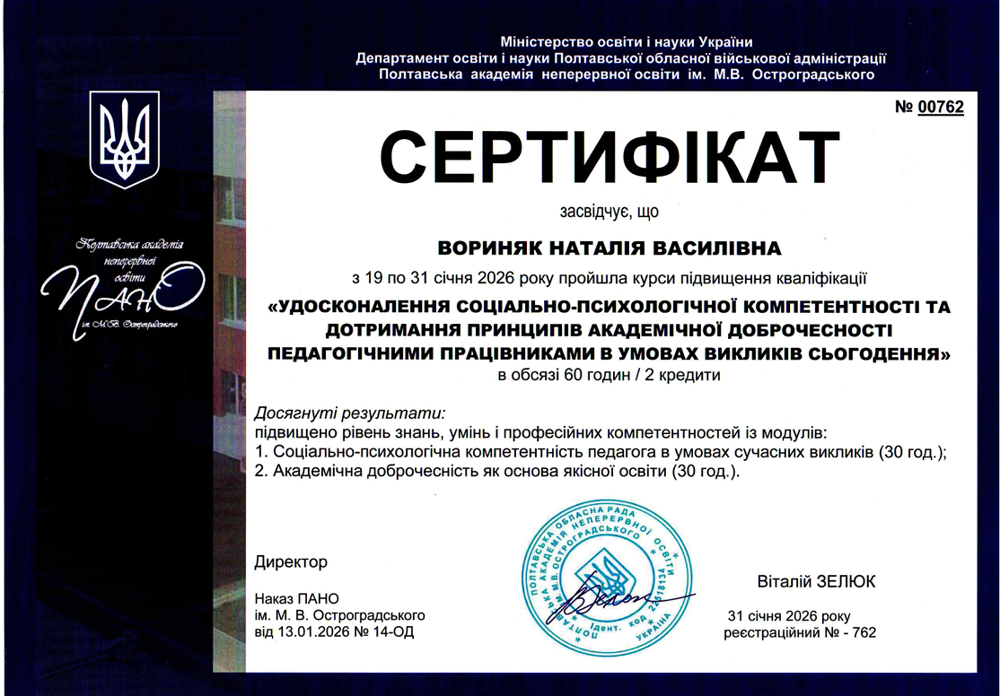 Міністерство освіти і науки України
Департамент освіти і науки Полтавської обласної військової адміністрації
Полтавська академія неперервної освіти ім. М.В. Остроградського
№ 00762
СЕРТИФІКАТ
засвідчує, що
ВОРИНЯК НАТАЛІЯ ВАСИЛІВНА
з 19 по 31 січня 2026 року пройшла курси підвищення кваліфікації
«УДОСКОНАЛЕННЯ СОЦІАЛЬНО-ПСИХОЛОГІЧНОЇ КОМПЕТЕНТНОСТІ ТА
ДОТРИМАННЯ ПРИНЦИПІВ АКАДЕМІЧНОЇ ДОБРОЧЕСНОСТІ
ПЕДАГОГІЧНИМИ ПРАЦІВНИКАМИ В УМОВАХ ВИКЛИКІВ СЬОГОДЕННЯ»
в обсязі 60 годин / 2 кредити
Полтавська академія
неперервної
освіти
ПАНО
ім. М.В. Остроградського
Досягнуті результати:
підвищено рівень знань, умінь і професійних компетентностей із модулів:
1. Соціально-психологічна компетентність педагога в умовах сучасних викликів (30 год.);
2. Академічна доброчесність як основа якісної освіти (30 год.).
Директор
Наказ ПАНО
ім. М. В. Остроградського
від 13.01.2026 № 14-ОД
ПОЛТАВСЬКА ОБЛАСНА РАДА
ПОЛТАВСЬКА АКАДЕМІЯ НЕПЕРЕРВНОЇ ОСВІТИ
ІМ. М.В. ОСТРОГРАДСЬКОГО
Ідент. код 22518134
УКРАЇНА
Віталій ЗЕЛЮК
31 січня 2026 року
реєстраційний № - 762